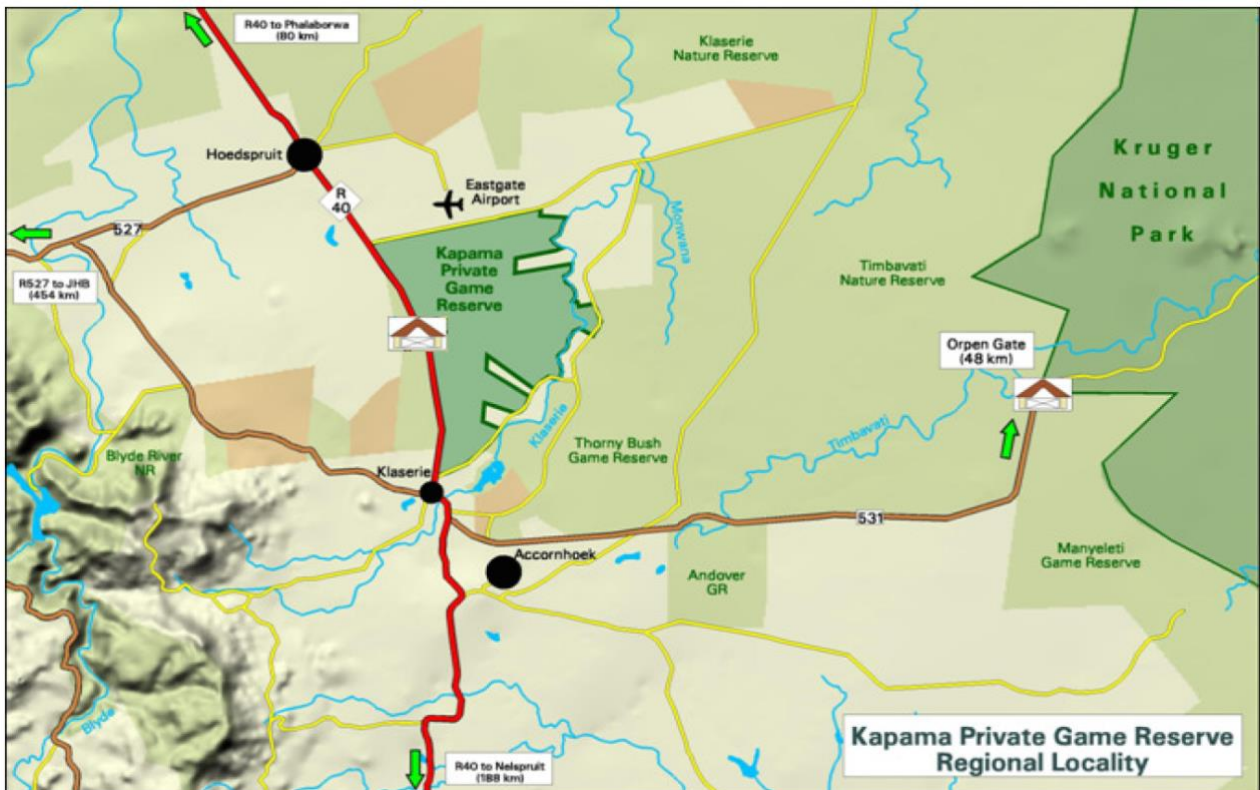 R40 to Phalaborwa
(80 km)
Klaserie
Nature Reserve
Hoedspruit
Kruger
National
Park
Eastgate
Airport
R
40
Monwana
527
Kapama
Private
Game
Reserve
Timbavati
Nature Reserve
R527 to JHB
(454 km)
Orpen Gate
(48 km)
Klaserie
Timbavati
Thorny Bush
Game Reserve
Blyde River
NR
Klaserie
531
Accornhoek
Manyeleti
Game Reserve
Andover
GR
Blyde
Kapama Private Game Reserve
Regional Locality
R40 to Nelspruit
(188 km)